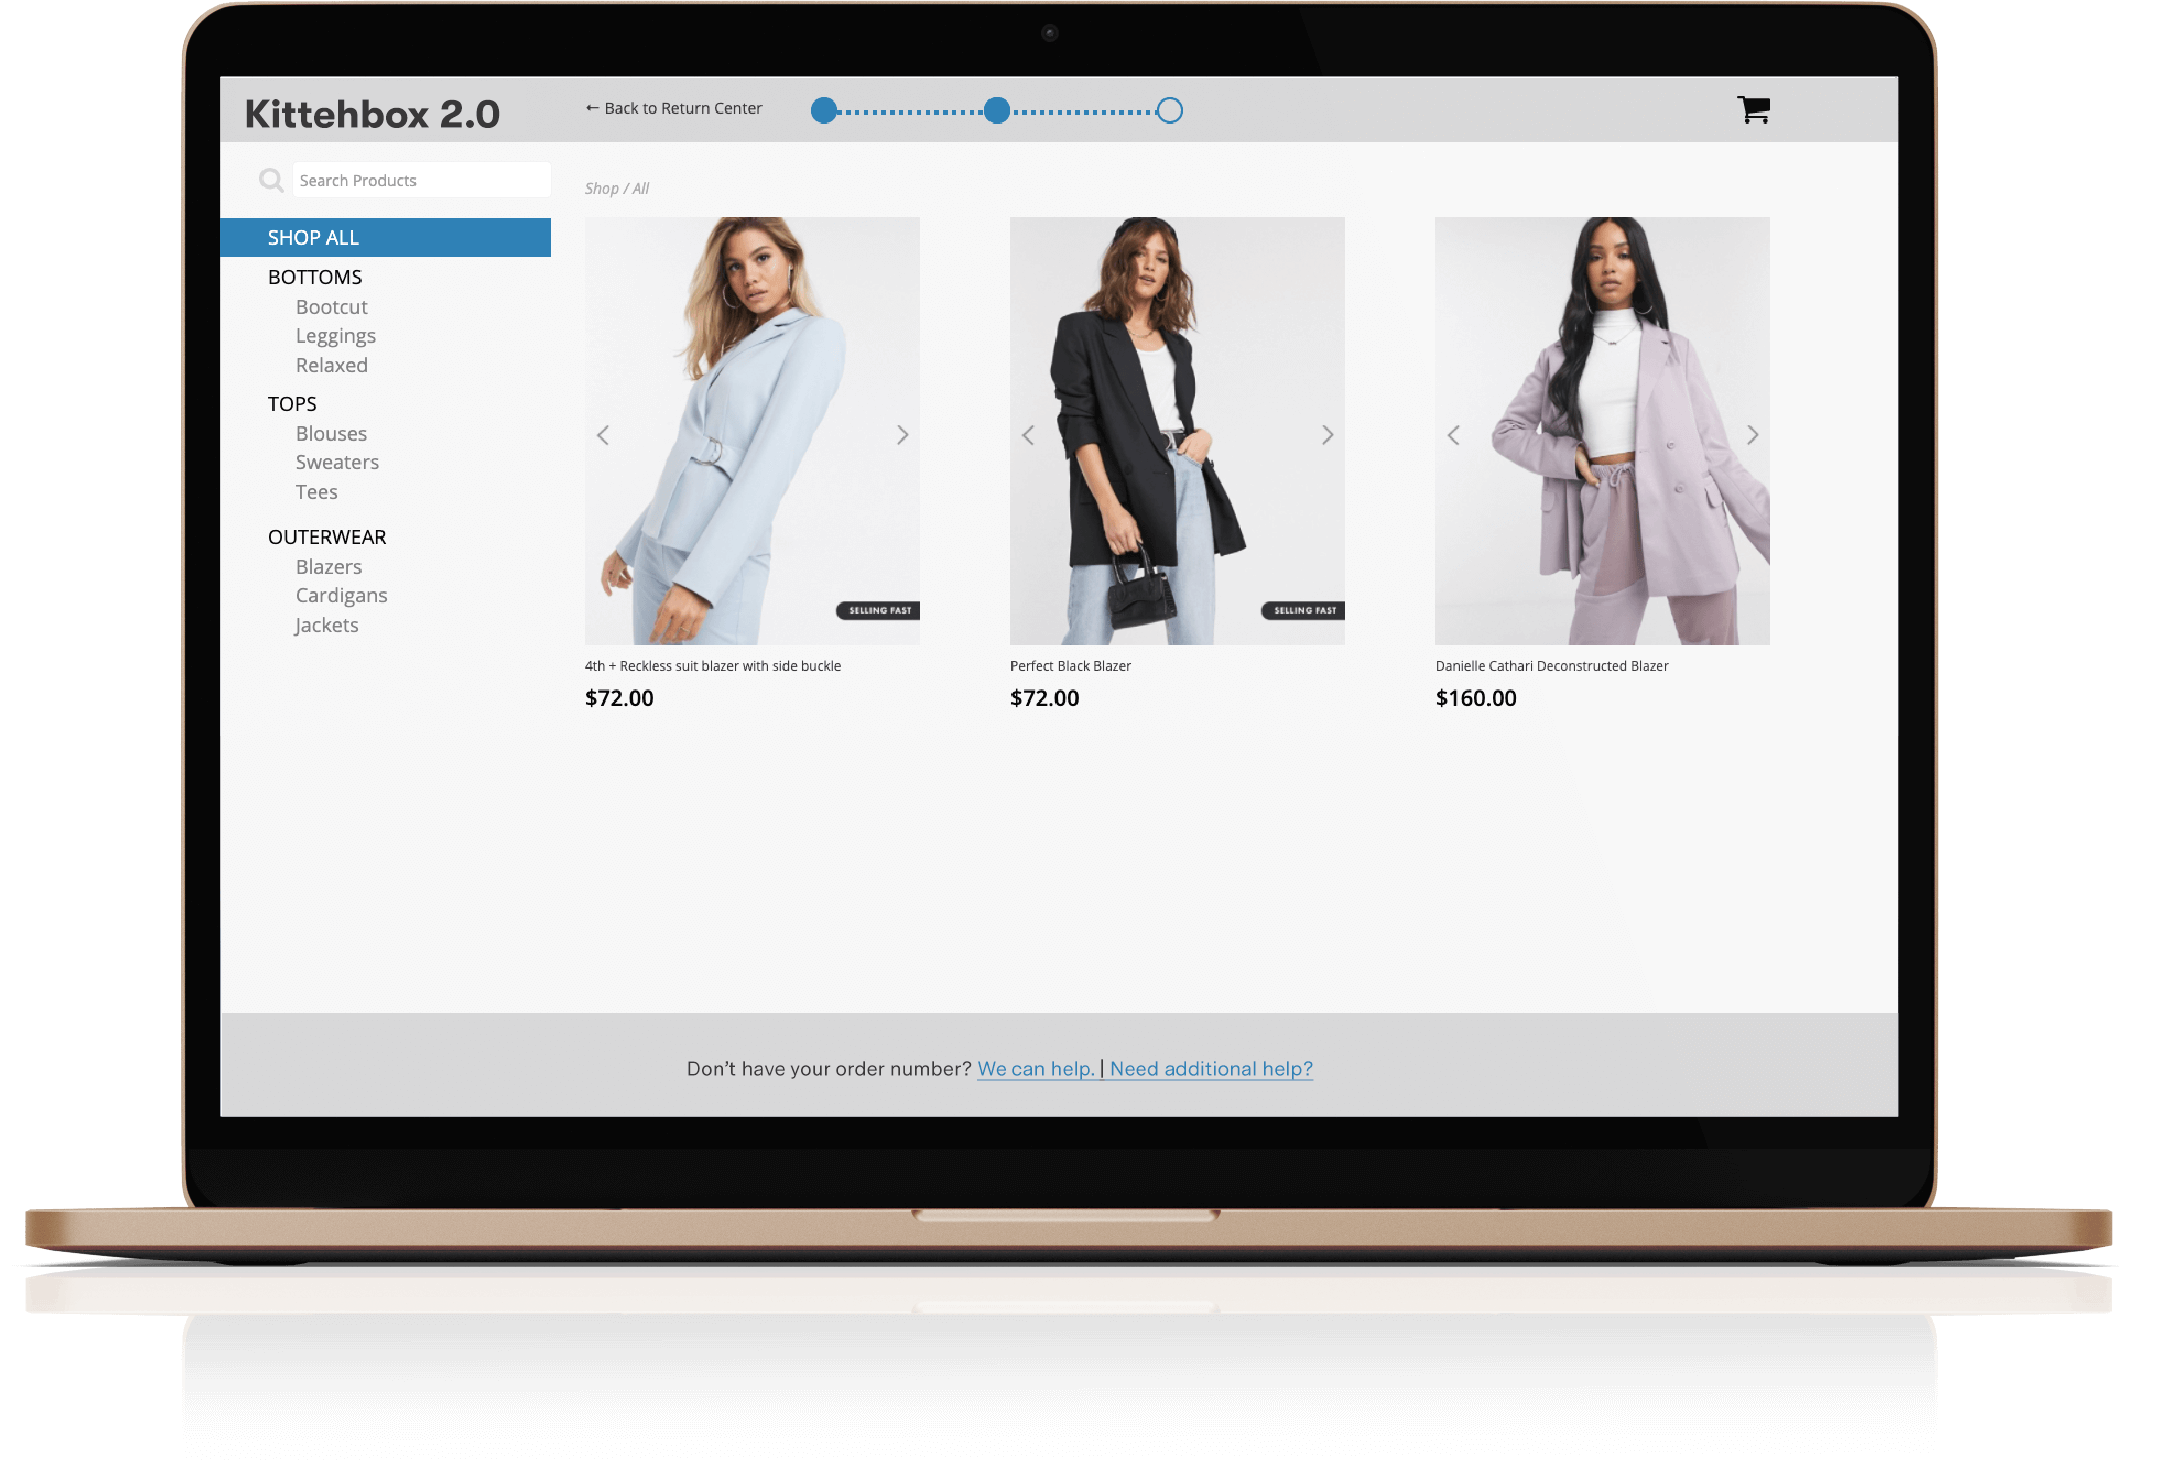 Kittehbox 2.0
← Back to Return Center
Search Products
SHOP ALL
BOTTOMS
Bootcut
Leggings
Relaxed
TOPS
Blouses
Sweaters
Tees
OUTERWEAR
Blazers
Cardigans
Jackets
Shop / All
SELLING FAST
4th + Reckless suit blazer with side buckle
$72.00
SELLING FAST
Perfect Black Blazer
$72.00
Danielle Cathari Deconstructed Blazer
$160.00
Don’t have your order number? We can help. | Need additional help?